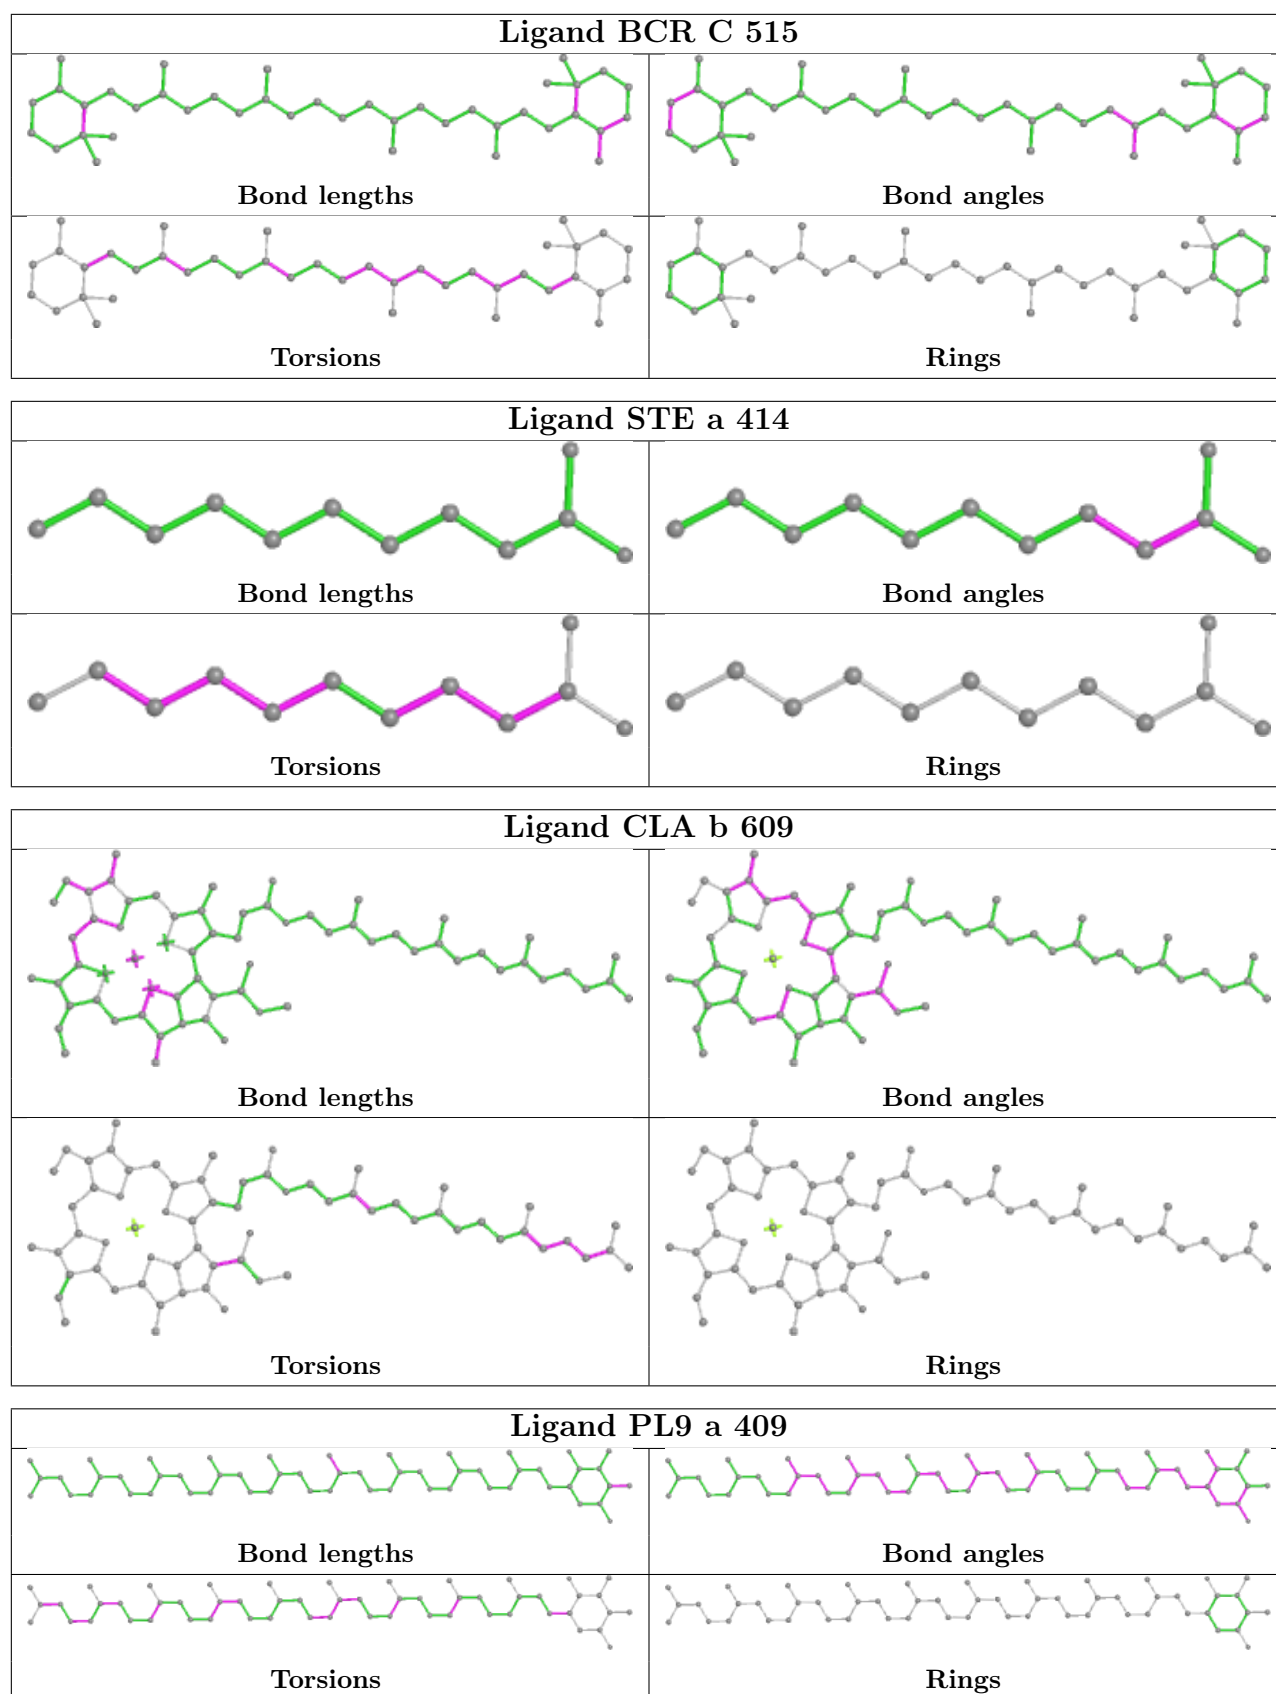 Ligand BCR C 515
Bond lengths
Bond angles
Torsions
Rings
Ligand STE a 414
Bond lengths
Bond angles
Torsions
Rings
Ligand CLA b 609
Bond lengths
Bond angles
Torsions
Rings
Ligand PL9 a 409
Bond lengths
Bond angles
Torsions
Rings